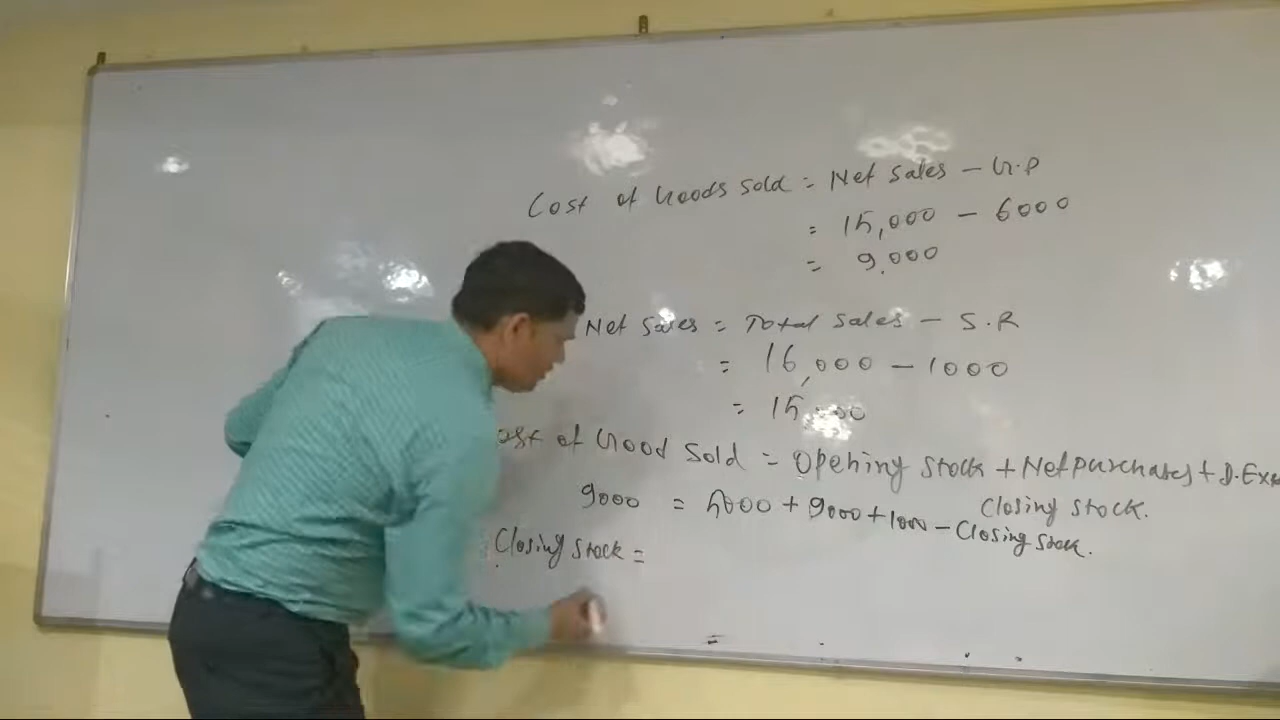 Cost of Goods Sold = Net Sales - G.P
= 15,000 - 6000
= 9,000
Net Sales = Total Sales - S.R
= 16,000 - 1000
= 15,000
ost of Good Sold = Opening Stock + Net purchases + D.Exp
Closing Stock.
9000 = 5000 + 9000 + 1000 - Closing Stock.
Closing Stock =